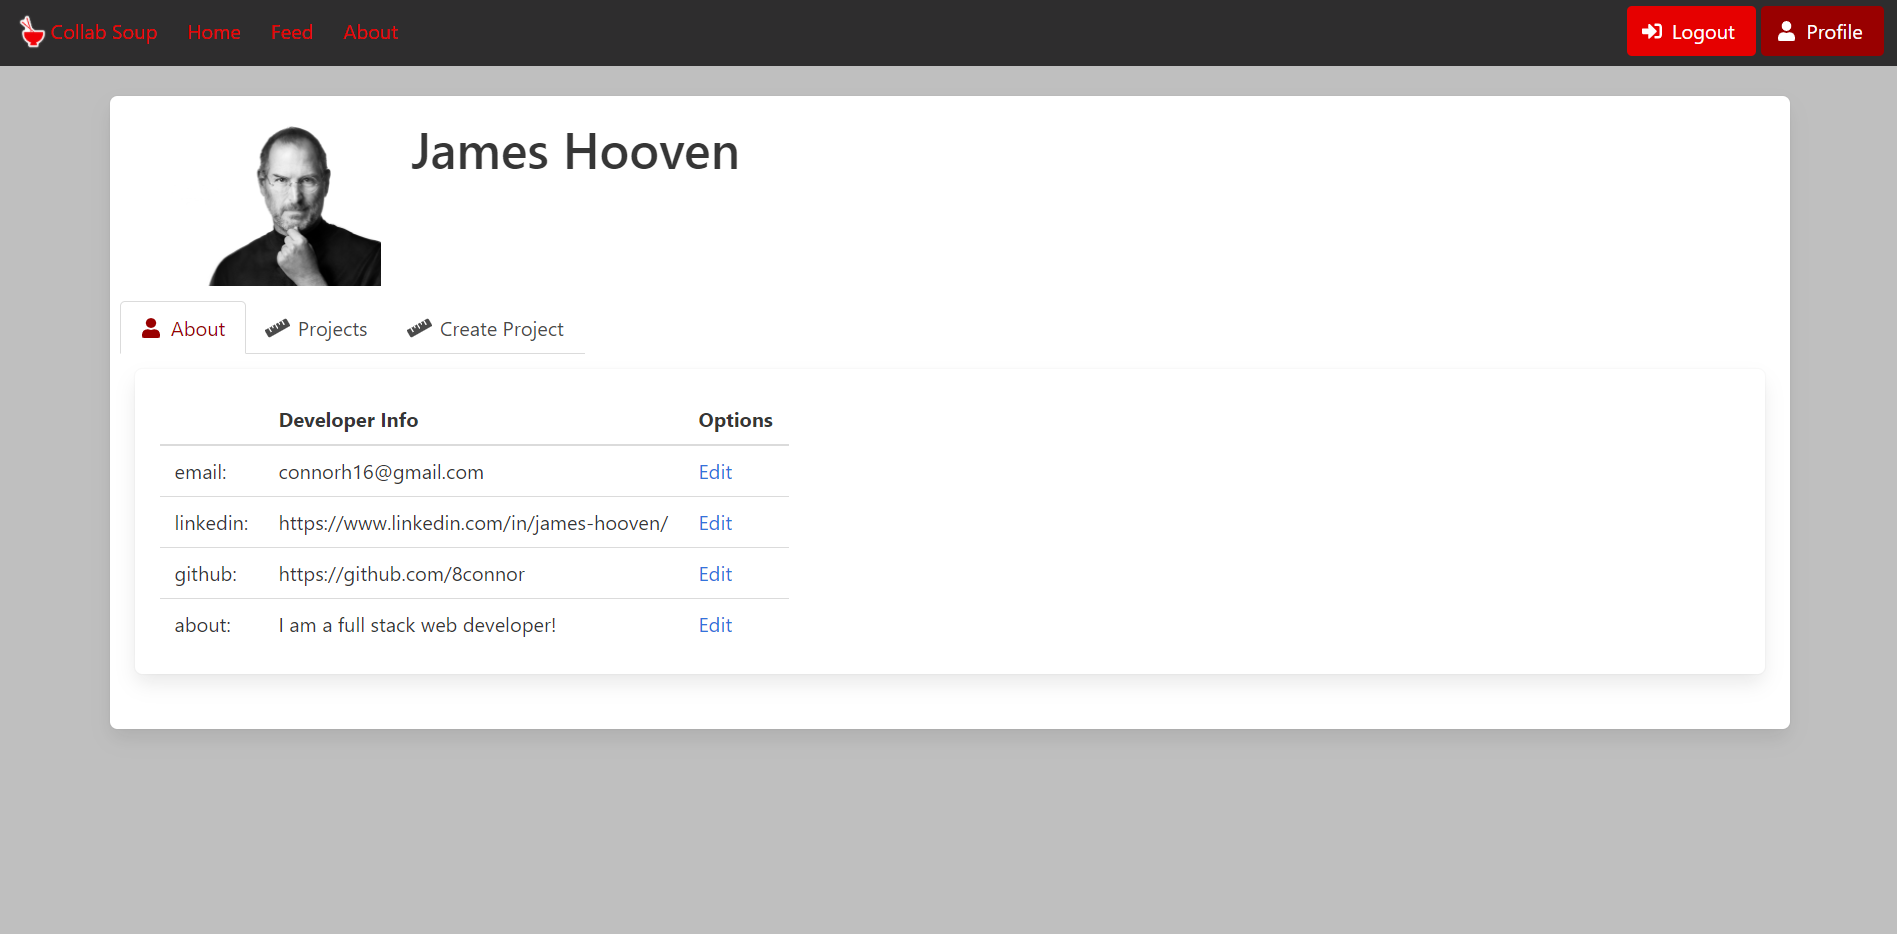 Collab Soup Home Feed About Logout Profile
James Hooven
About Projects Create Project
Developer Info Options
email: connorh16@gmail.com Edit
linkedin: https://www.linkedin.com/in/james-hooven/ Edit
github: https://github.com/8connor Edit
about: I am a full stack web developer! Edit